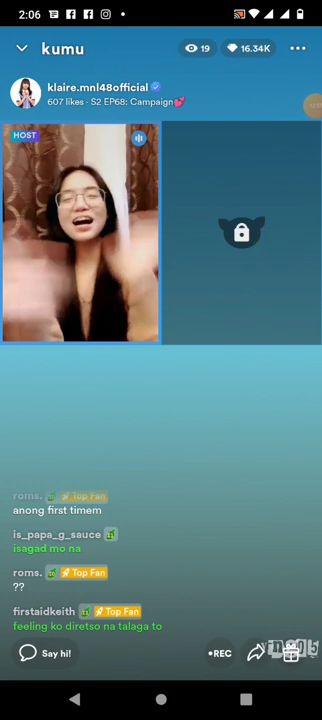 2:06
kumu
19
16.34K
klaire.mnl48official
607 likes · S2 EP68: Campaign💕
HOST
roms. Top Fan
anong first timem
is_papa_g_sauce
isagad mo na
roms. Top Fan
??
firstaidkeith Top Fan
feeling ko diretso na talaga to
Say hi!
•REC